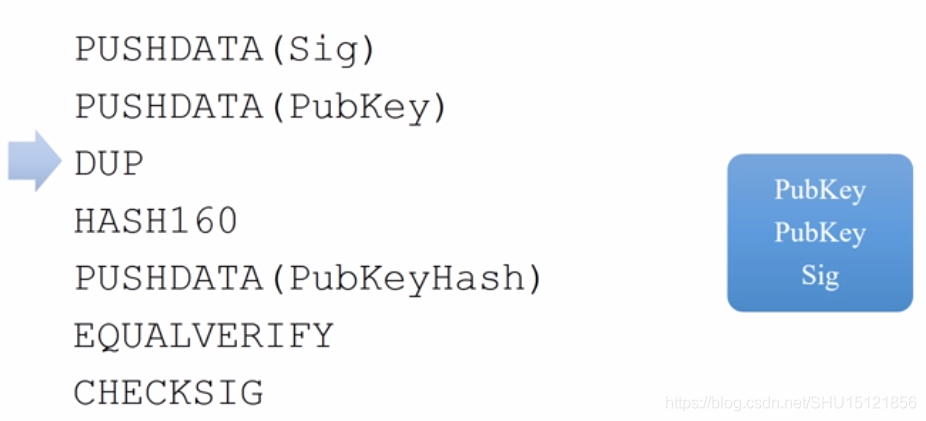 PUSHDATA(Sig)
PUSHDATA(PubKey)
DUP
HASH160
PUSHDATA(PubKeyHash)
EQUALVERIFY
CHECKSIG
PubKey
PubKey
Sig
https://blog.csdn.net/SHU15121856